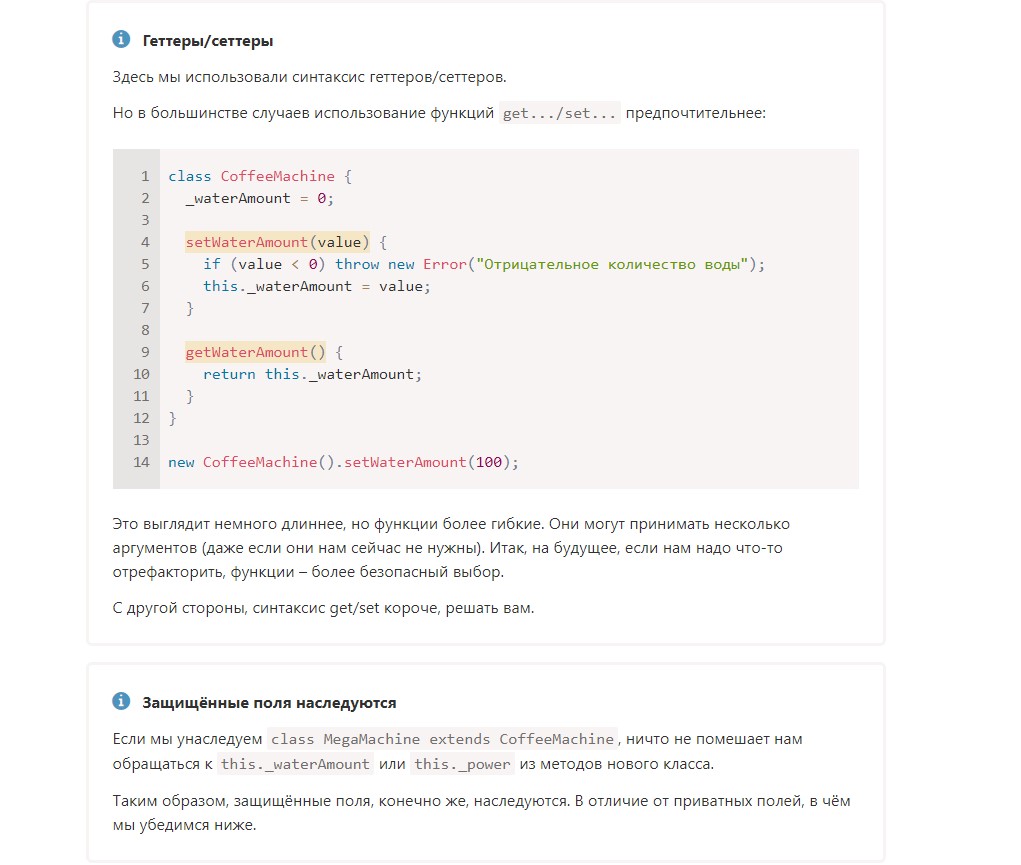 Геттеры/сеттеры
Здесь мы использовали синтаксис геттеров/сеттеров.
Но в большинстве случаев использование функций get.../set... предпочтительнее:
1 class CoffeeMachine {
2   _waterAmount = 0;
3
4   setWaterAmount(value) {
5     if (value < 0) throw new Error("Отрицательное количество воды");
6     this._waterAmount = value;
7   }
8
9   getWaterAmount() {
10     return this._waterAmount;
11   }
12 }
13
14 new CoffeeMachine().setWaterAmount(100);
Это выглядит немного длиннее, но функции более гибкие. Они могут принимать несколько
аргументов (даже если они нам сейчас не нужны). Итак, на будущее, если нам надо что-то
отрефакторить, функции – более безопасный выбор.
С другой стороны, синтаксис get/set короче, решать вам.
Защищённые поля наследуются
Если мы унаследуем class MegaMachine extends CoffeeMachine, ничто не помешает нам
обращаться к this._waterAmount или this._power из методов нового класса.
Таким образом, защищённые поля, конечно же, наследуются. В отличие от приватных полей, в чём
мы убедимся ниже.